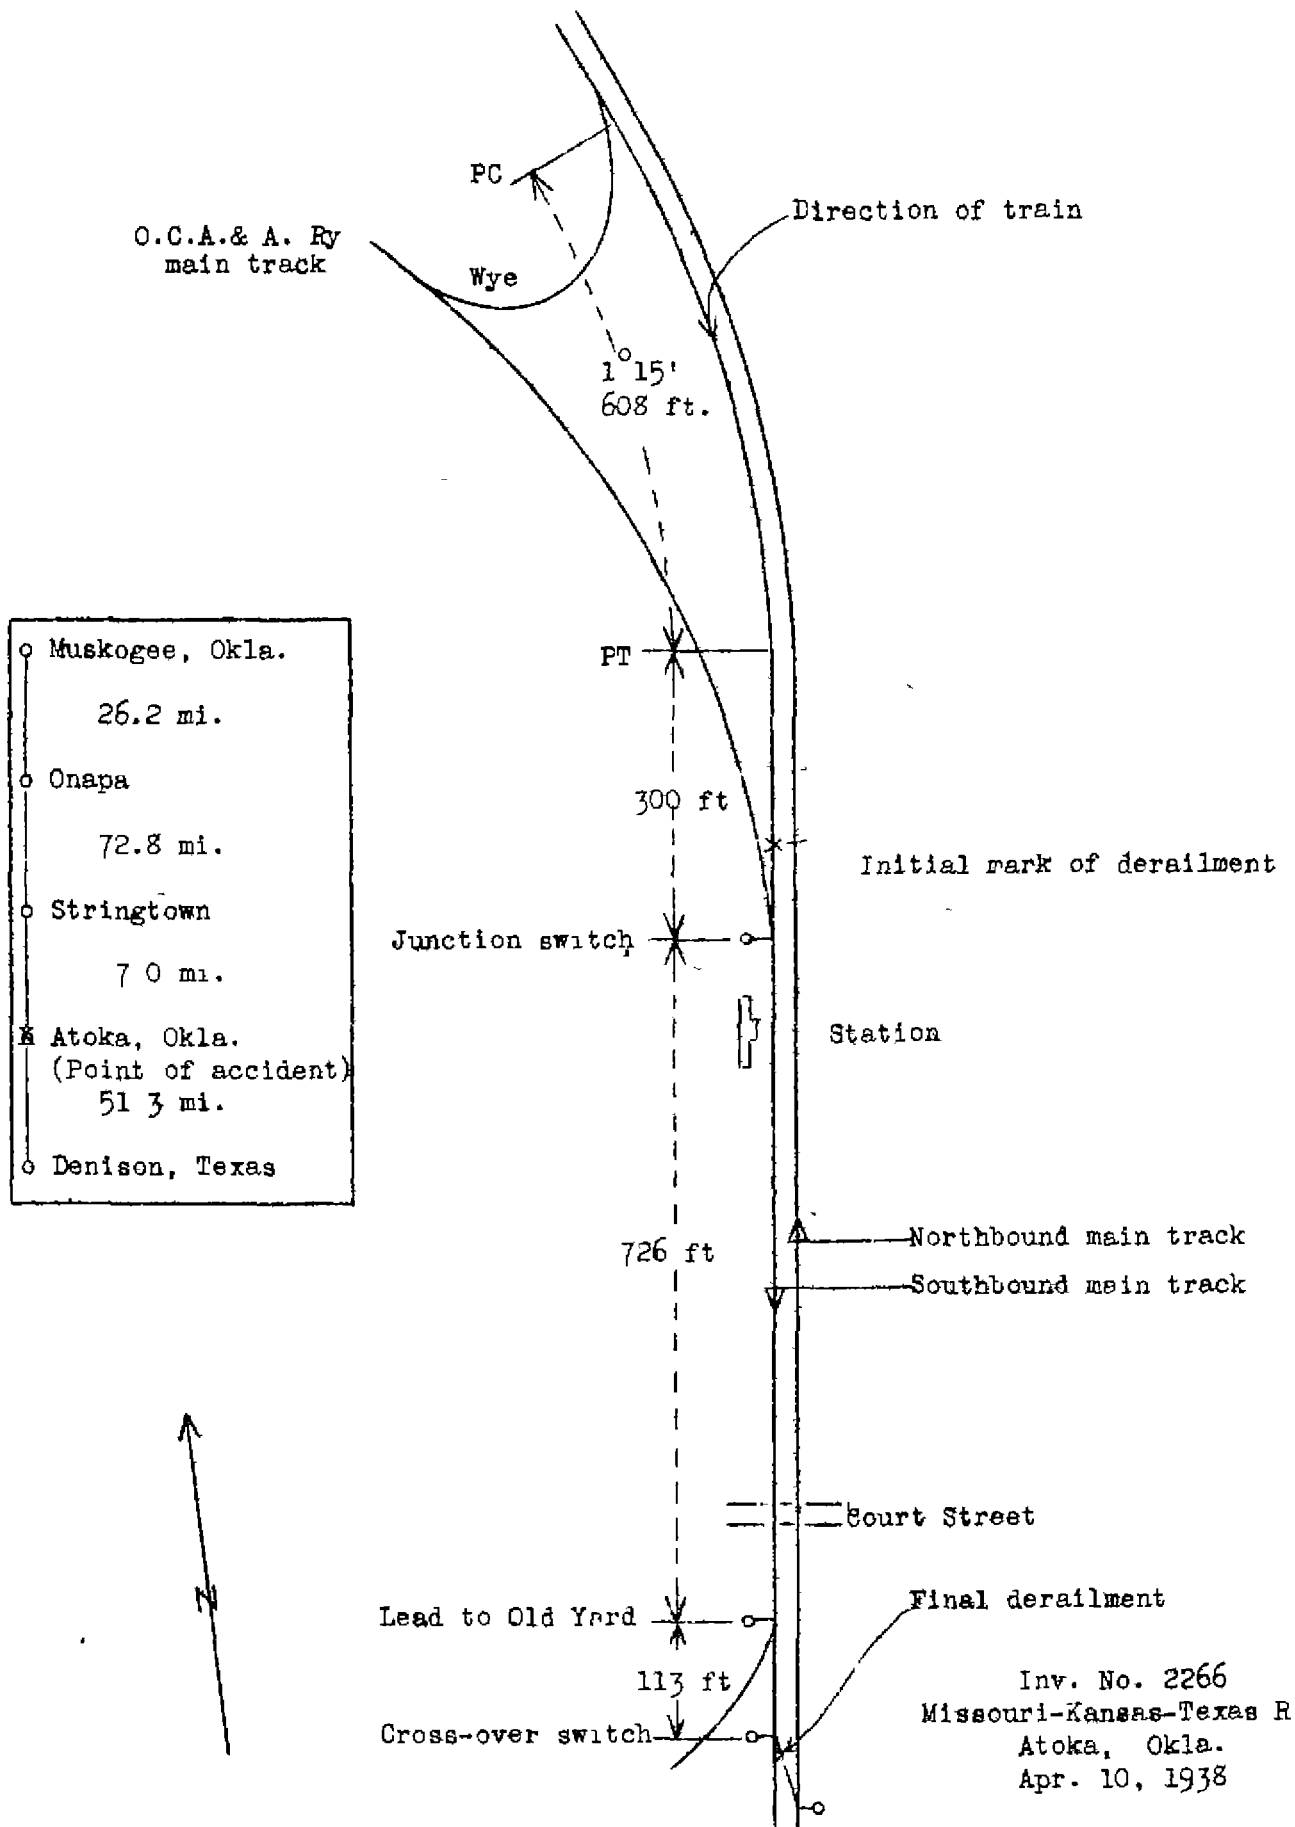 PC
Direction of train
O.C.A.& A. Ry
main track
Wye
1°15'
608 ft.
Muskogee, Okla.
26.2 mi.
Onapa
72.8 mi.
Stringtown
7 0 mi.
Atoka, Okla.
(Point of accident)
51 3 mi.
Denison, Texas
PT
300 ft
Initial mark of derailment
Junction switch
Station
726 ft
Northbound main track
Southbound main track
N
Court Street
Final derailment
Lead to Old Yard
113 ft
Cross-over switch
Inv. No. 2266
Missouri-Kansas-Texas R
Atoka, Okla.
Apr. 10, 1938